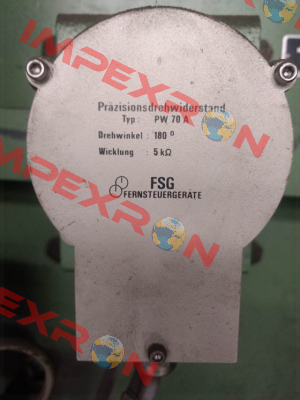 Präzisionsdrehwiderstand
Typ : PW 70 A
Drehwinkel : 180 °
Wicklung : 5 kΩ
FSG
FERNSTEUERGERÄTE
IMPEXRON
IMPEXRON
IMPEXRON